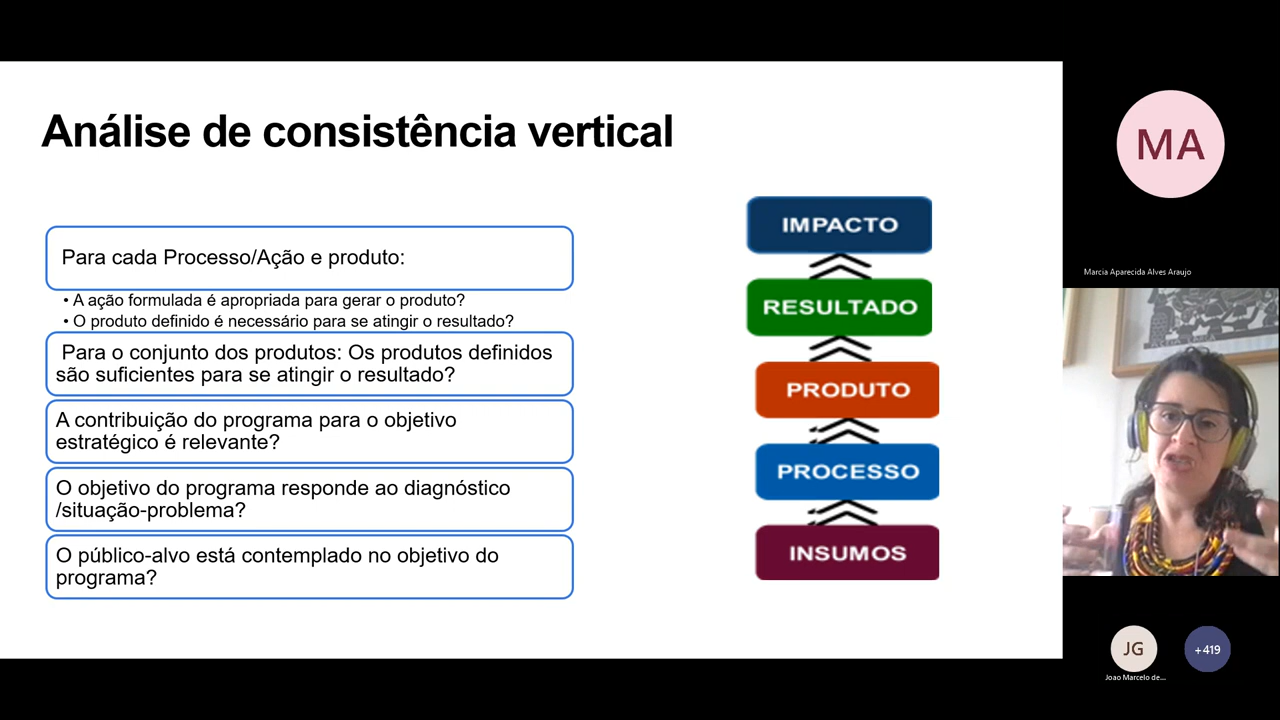 Análise de consistência vertical
Para cada Processo/Ação e produto:
• A ação formulada é apropriada para gerar o produto?
• O produto definido é necessário para se atingir o resultado?
Para o conjunto dos produtos: Os produtos definidos
são suficientes para se atingir o resultado?
A contribuição do programa para o objetivo
estratégico é relevante?
O objetivo do programa responde ao diagnóstico
/situação-problema?
O público-alvo está contemplado no objetivo do
programa?
IMPACTO
RESULTADO
PRODUTO
PROCESSO
INSUMOS
MA
Marcia Aparecida Alves Araujo
JG
Joao Marcelo de...
+419